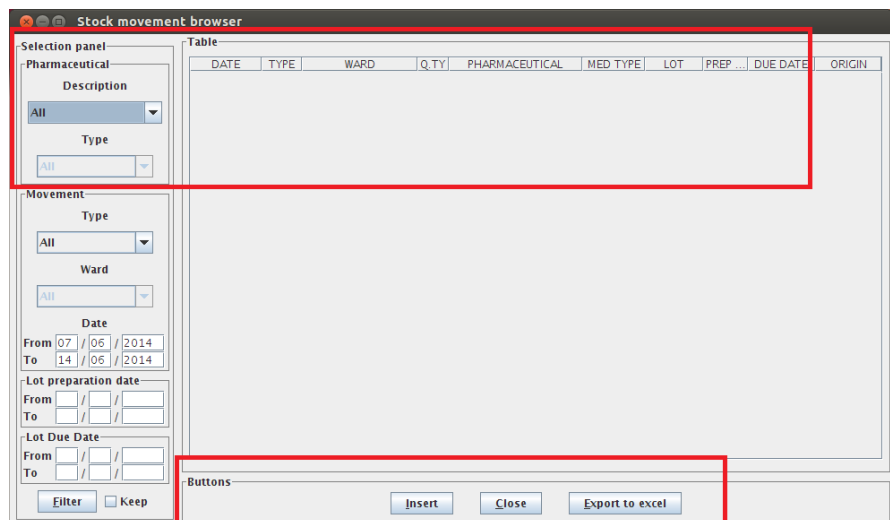 Stock movement browser
Selection panel
Pharmaceutical
Description
All
Type
All
Movement
Type
All
Ward
All
Date
From 07 / 06 / 2014
To 14 / 06 / 2014
Lot preparation date
From / /
To / /
Lot Due Date
From / /
To / /
Filter Keep
Table
DATE TYPE WARD Q.TY PHARMACEUTICAL MED TYPE LOT PREP ... DUE DATE ORIGIN
Buttons
Insert Close Export to excel